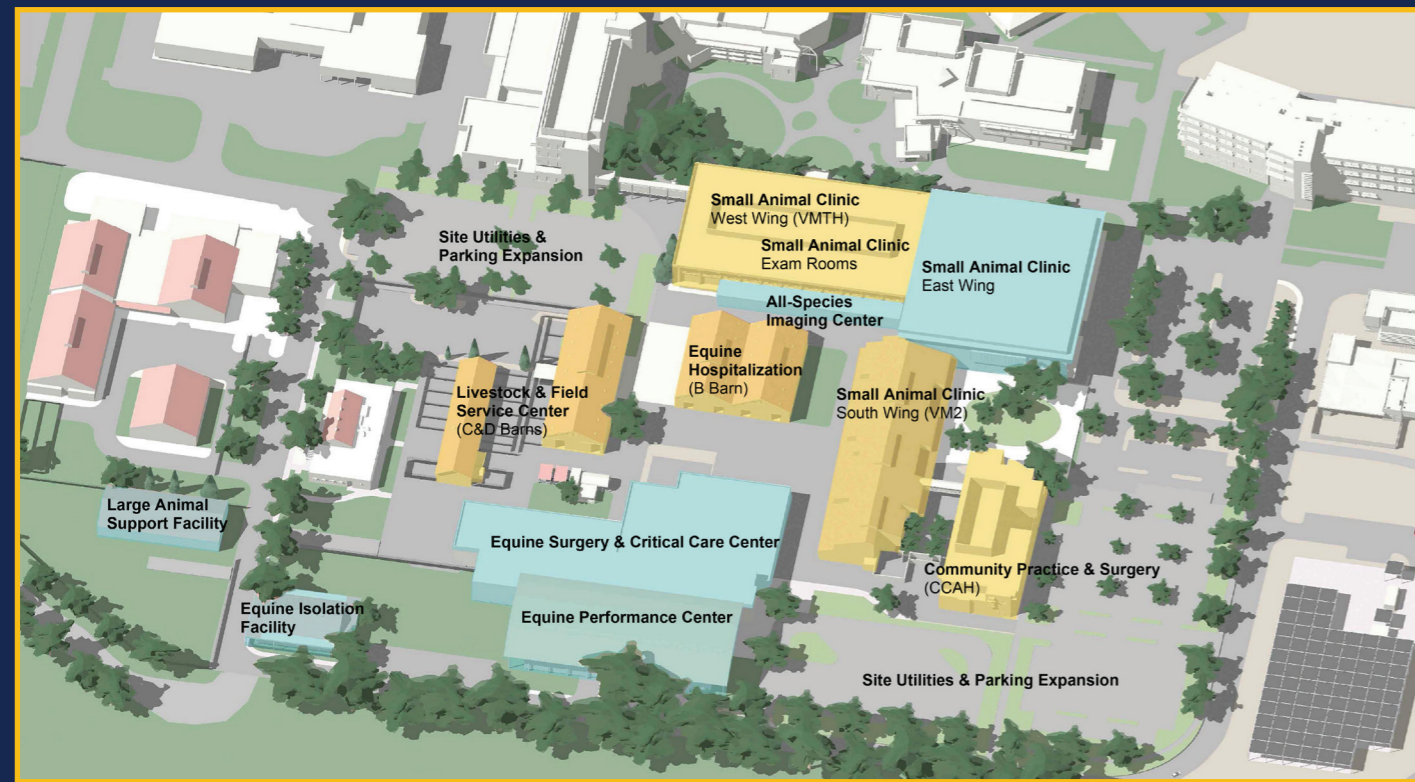 Small Animal Clinic
West Wing (VMTH)
Small Animal Clinic
Exam Rooms
Site Utilities &
Parking Expansion
Small Animal Clinic
East Wing
All-Species
Imaging Center
Equine
Hospitalization
(B Barn)
Livestock & Field
Service Center
(C&D Barns)
Small Animal Clinic
South Wing (VM2)
Large Animal
Support Facility
Equine Surgery & Critical Care Center
Community Practice & Surgery
(CCAH)
Equine Isolation
Facility
Equine Performance Center
Site Utilities & Parking Expansion